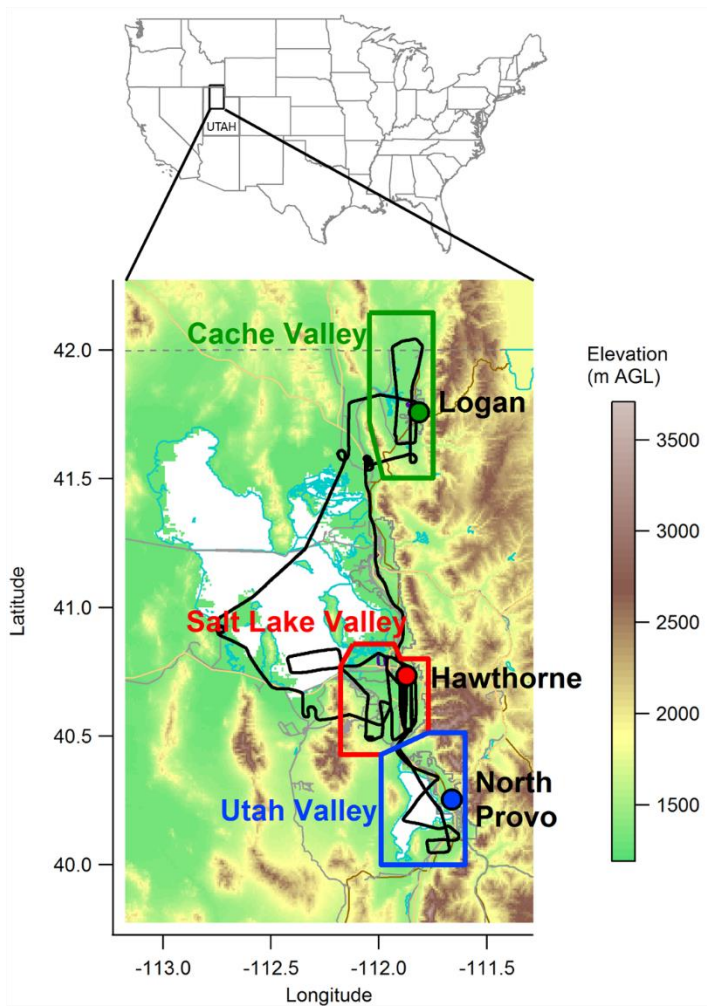 UTAH
Cache Valley
Logan
Salt Lake Valley
Hawthorne
Utah Valley
North
Provo
42.0
41.5
41.0
40.5
40.0
Latitude
-113.0
-112.5
-112.0
-111.5
Longitude
Elevation
(m AGL)
3500
3000
2500
2000
1500